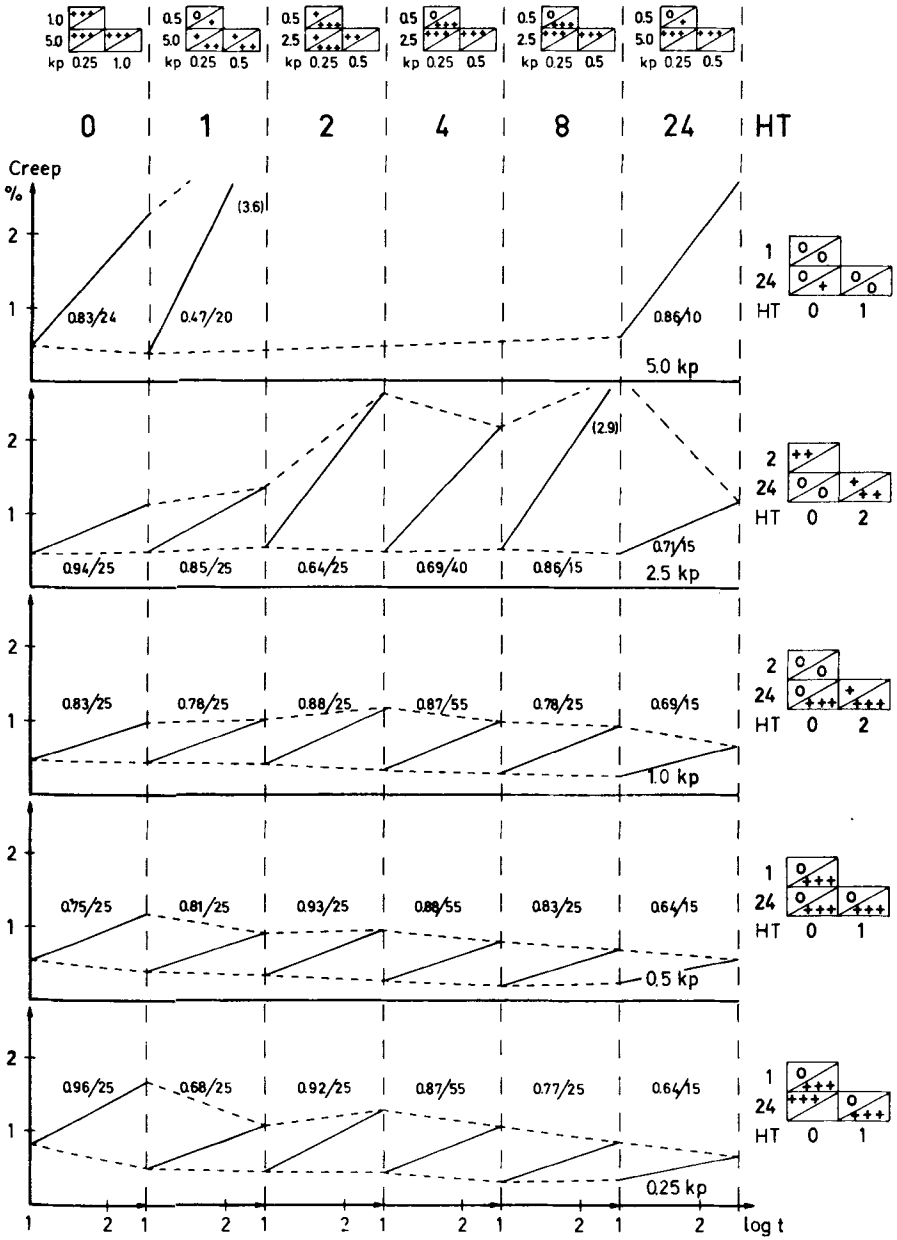 1.0 +++
5.0 +++ +++
kp 0.25 1.0
0.5 O +
5.0 + ++ + ++
kp 0.25 0.5
0.5 + +++
2.5 + +++ ++
kp 0.25 0.5
0.5 O +++
2.5 +++ +++
kp 0.25 0.5
0.5 O +++
2.5 +++ +++
kp 0.25 0.5
0.5 O +
5.0 +++ +++
kp 0.25 0.5
0 1 2 4 8 24 HT
Creep
%
2
1
(3.6)
0.83/24 0.47/20 0.86/10
5.0 kp
1 O O
24 O + O O
HT 0 1
2
1
(2.9)
0.94/25 0.85/25 0.64/25 0.69/40 0.86/15 0.71/15
2.5 kp
2 ++
24 O O + ++
HT 0 2
2
1
0.83/25 0.78/25 0.88/25 0.87/55 0.78/25 0.69/15
1.0 kp
2 O O
24 O +++ + +++
HT 0 2
2
1
0.75/25 0.81/25 0.93/25 0.88/55 0.83/25 0.64/15
0.5 kp
1 O +++
24 O +++ O +++
HT 0 1
2
1
0.96/25 0.68/25 0.92/25 0.87/55 0.77/25 0.64/15
0.25 kp
1 O +++
24 +++ O +++
HT 0 1
1 2 1 2 1 2 1 2 1 2 1 2 log t